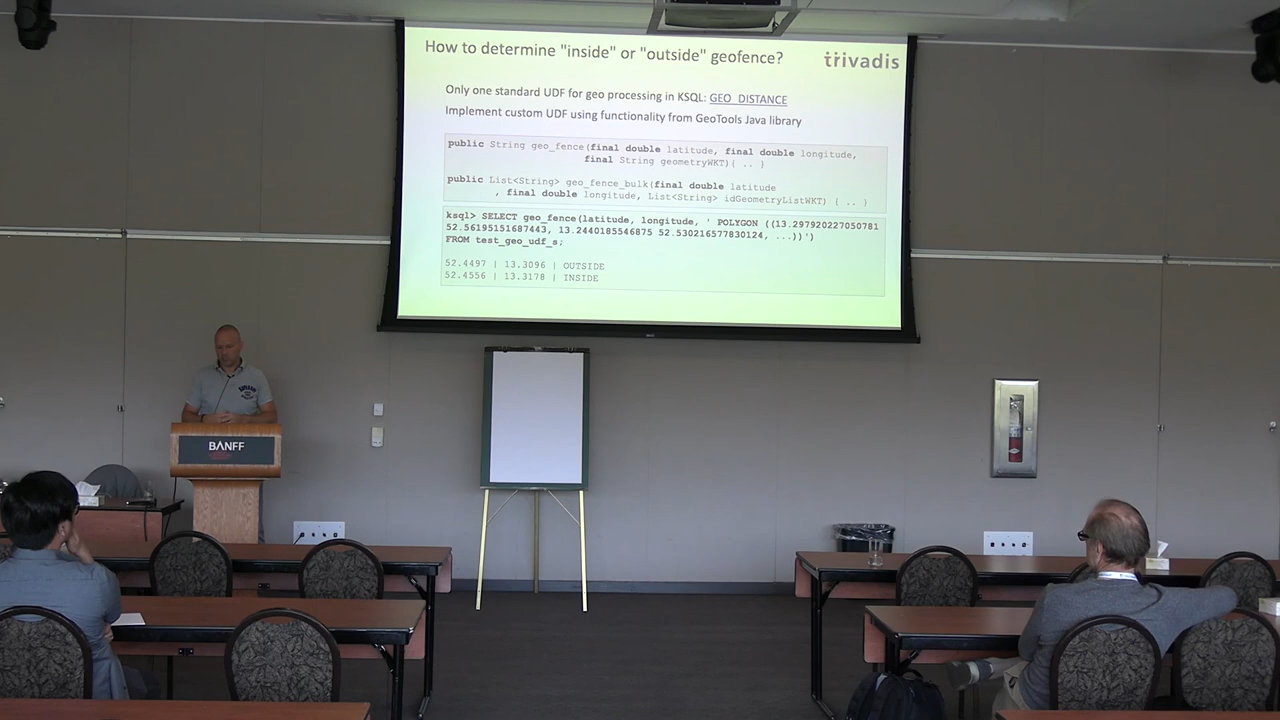 How to determine "inside" or "outside" geofence?
trivadis
Only one standard UDF for geo processing in KSQL: GEO_DISTANCE
Implement custom UDF using functionality from GeoTools Java library
public String geo_fence(final double latitude, final double longitude,
final String geometryWKT){ .. }
public List<String> geo_fence_bulk(final double latitude
, final double longitude, List<String> idGeometryListWKT) { .. }
ksql> SELECT geo_fence(latitude, longitude, ' POLYGON ((13.297920227050781
52.56195151687443, 13.2440185546875 52.530216577830124, ...))')
FROM test_geo_udf_s;
52.4497 | 13.3096 | OUTSIDE
52.4556 | 13.3178 | INSIDE
BANFF